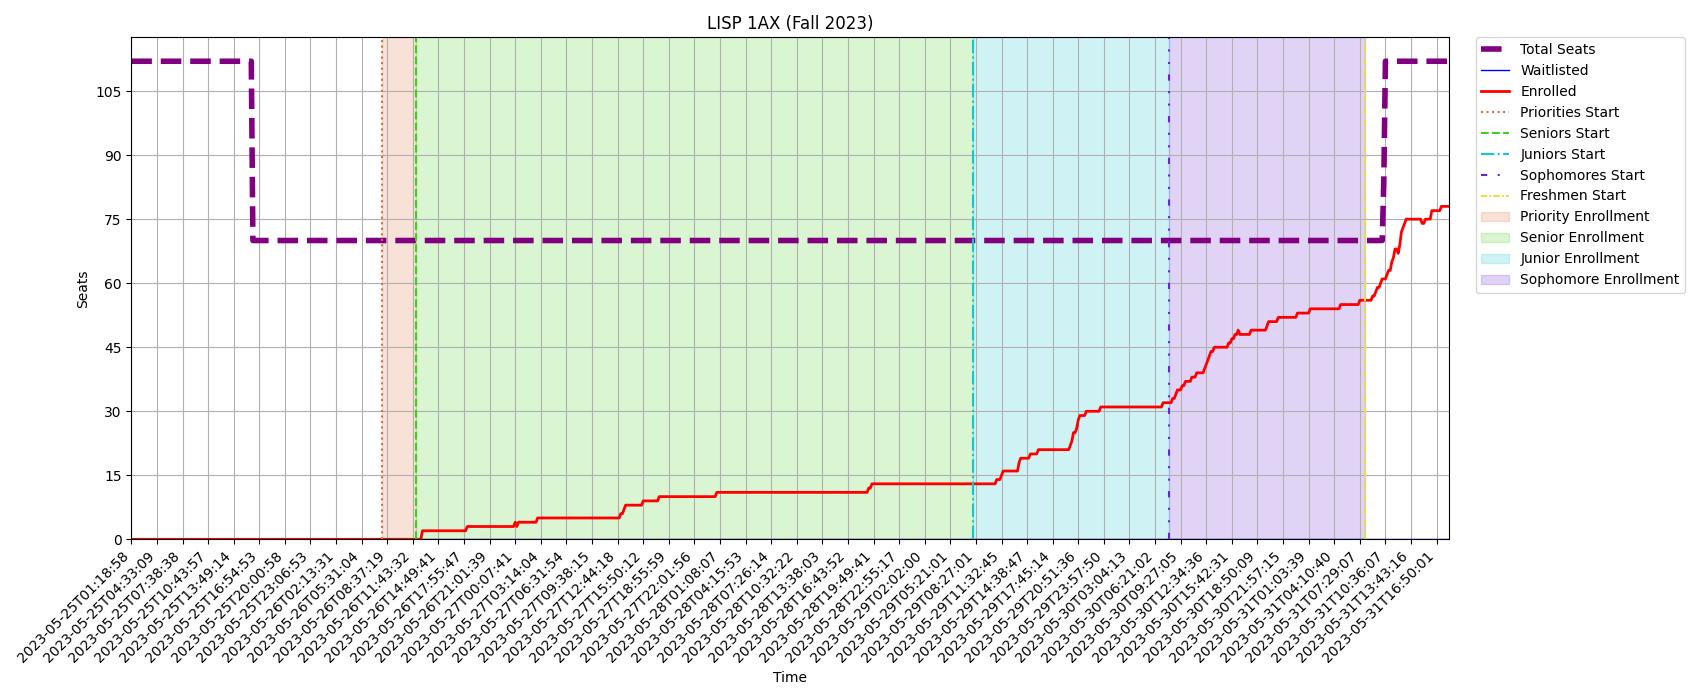 LISP 1AX (Fall 2023)
Seats
105
90
75
60
45
30
15
0
2023-05-25T01:18:58
2023-05-25T04:33:09
2023-05-25T07:38:38
2023-05-25T10:43:57
2023-05-25T13:49:14
2023-05-25T16:54:53
2023-05-25T20:00:58
2023-05-25T23:06:53
2023-05-26T02:13:31
2023-05-26T05:31:04
2023-05-26T08:37:19
2023-05-26T11:43:32
2023-05-26T14:49:41
2023-05-26T17:55:47
2023-05-26T21:01:39
2023-05-27T00:07:41
2023-05-27T03:14:04
2023-05-27T06:31:54
2023-05-27T09:38:15
2023-05-27T12:44:18
2023-05-27T15:50:12
2023-05-27T18:55:59
2023-05-27T22:01:56
2023-05-28T01:08:07
2023-05-28T04:15:53
2023-05-28T07:26:14
2023-05-28T10:32:22
2023-05-28T13:38:03
2023-05-28T16:43:52
2023-05-28T19:49:41
2023-05-28T22:55:17
2023-05-29T02:02:00
2023-05-29T05:21:01
2023-05-29T08:27:01
2023-05-29T11:32:45
2023-05-29T14:38:47
2023-05-29T17:45:14
2023-05-29T20:51:36
2023-05-29T23:57:50
2023-05-30T03:04:13
2023-05-30T06:21:02
2023-05-30T09:27:05
2023-05-30T12:34:36
2023-05-30T15:42:31
2023-05-30T18:50:09
2023-05-30T21:57:15
2023-05-31T01:03:39
2023-05-31T04:10:40
2023-05-31T07:29:07
2023-05-31T10:36:07
2023-05-31T13:43:16
2023-05-31T16:50:01
Time
Total Seats
Waitlisted
Enrolled
Priorities Start
Seniors Start
Juniors Start
Sophomores Start
Freshmen Start
Priority Enrollment
Senior Enrollment
Junior Enrollment
Sophomore Enrollment